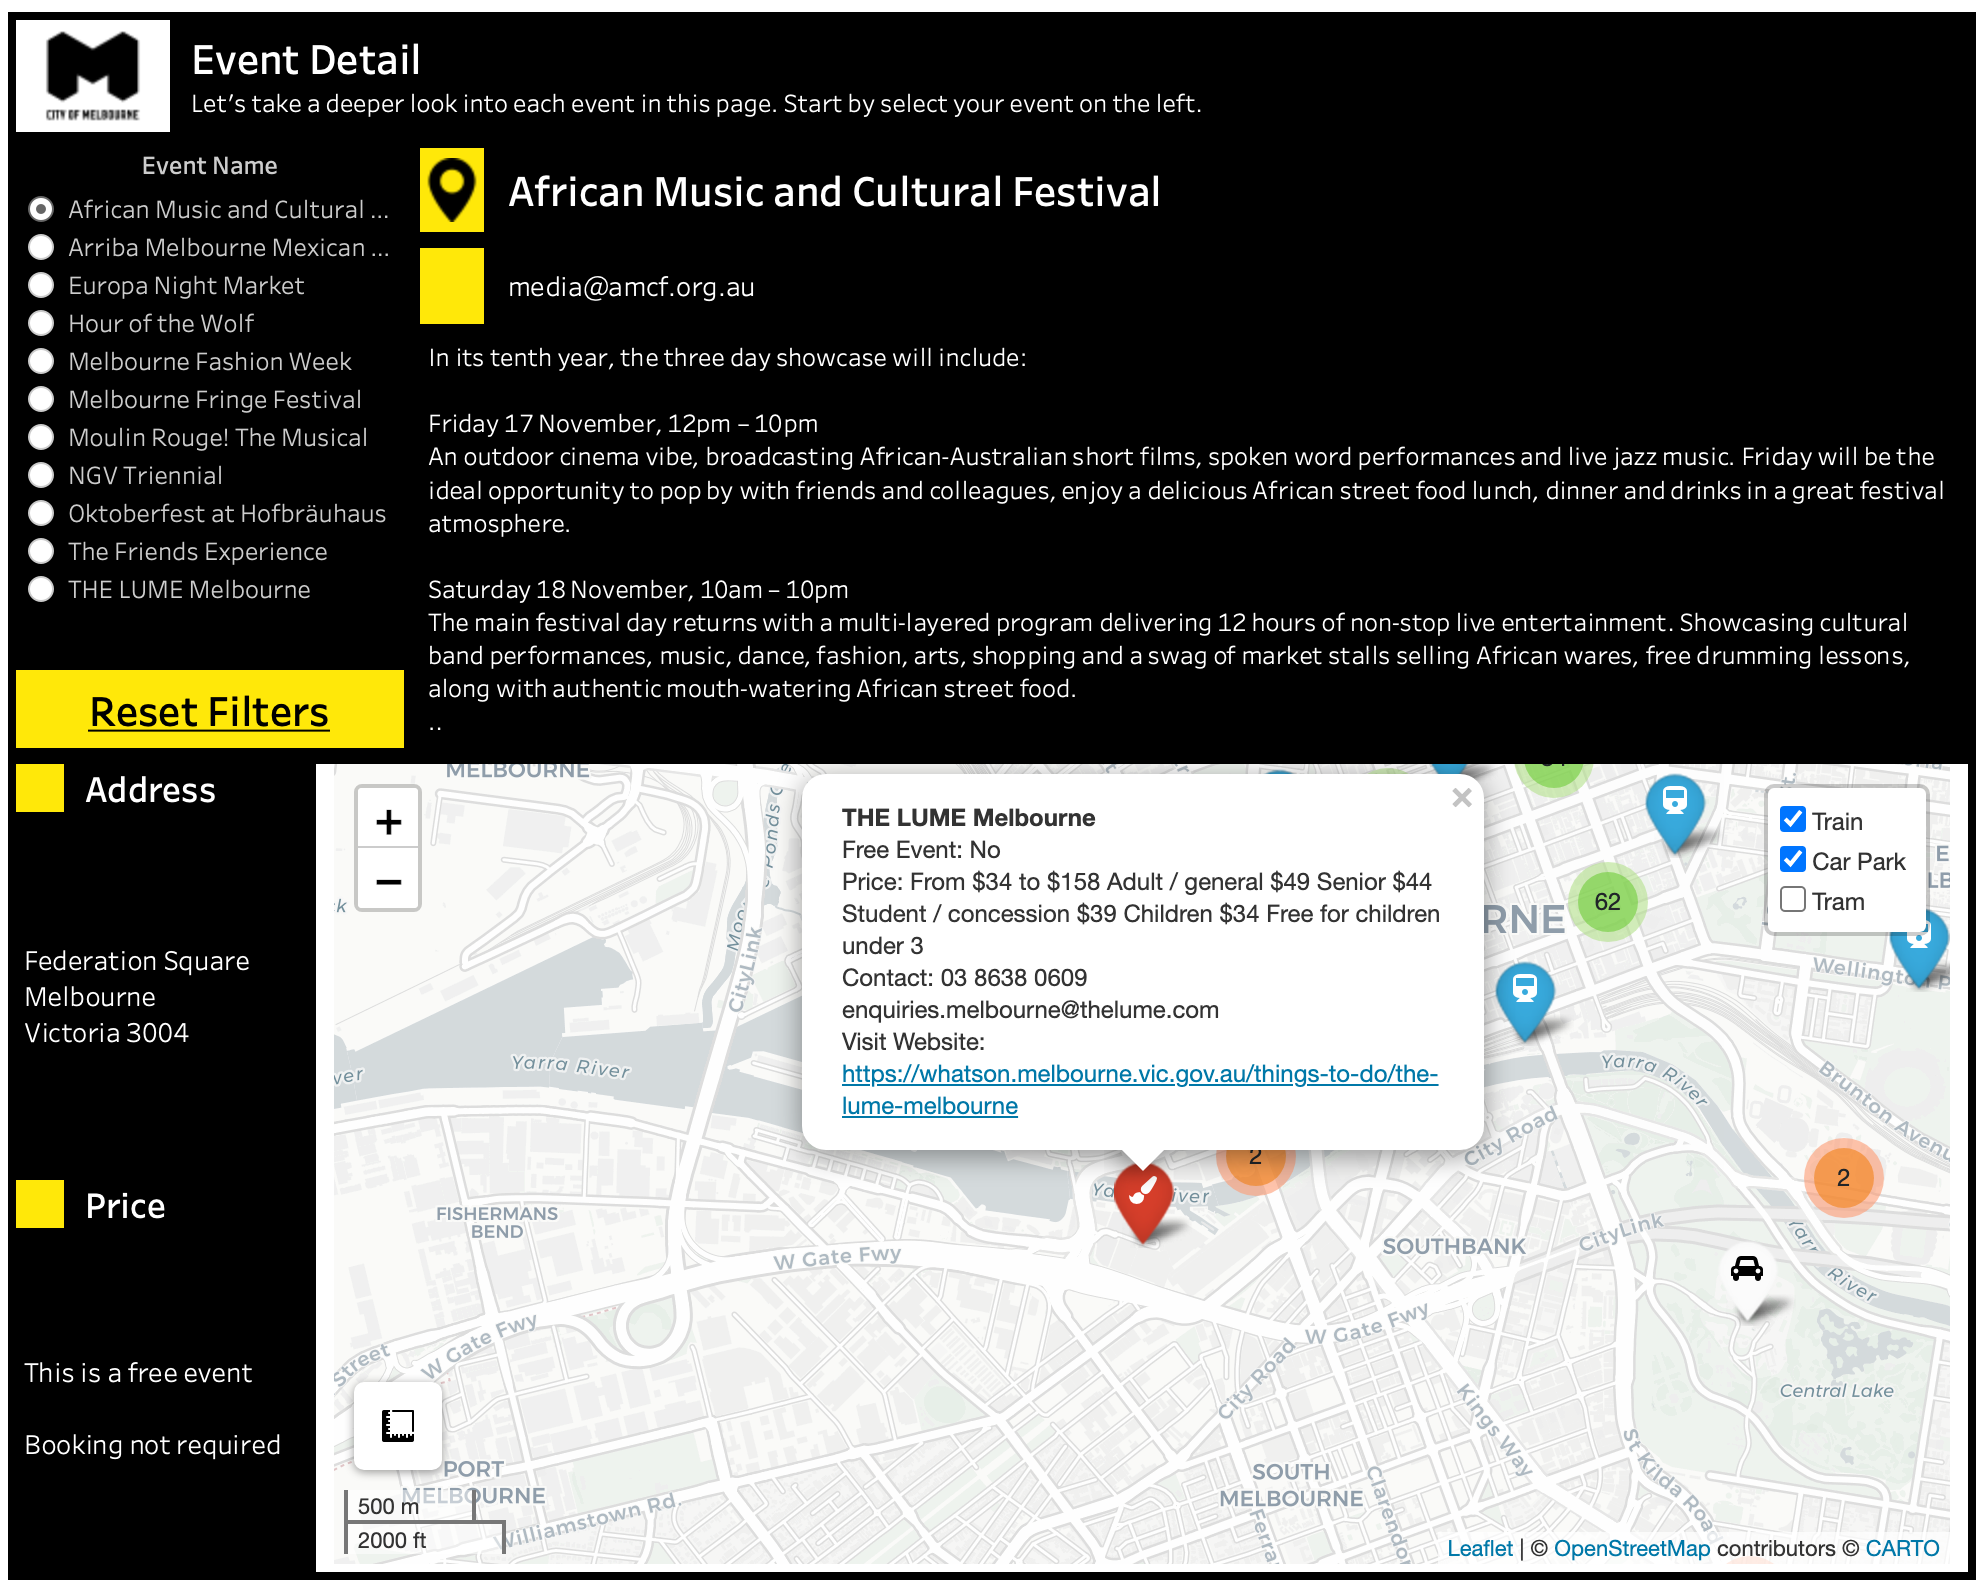 CITY OF MELBOURNE
Event Detail
Let's take a deeper look into each event in this page. Start by select your event on the left.
Event Name
African Music and Cultural ...
Arriba Melbourne Mexican ...
Europa Night Market
Hour of the Wolf
Melbourne Fashion Week
Melbourne Fringe Festival
Moulin Rouge! The Musical
NGV Triennial
Oktoberfest at Hofbräuhaus
The Friends Experience
THE LUME Melbourne
Reset Filters
African Music and Cultural Festival
media@amcf.org.au
In its tenth year, the three day showcase will include:
Friday 17 November, 12pm – 10pm
An outdoor cinema vibe, broadcasting African-Australian short films, spoken word performances and live jazz music. Friday will be the
ideal opportunity to pop by with friends and colleagues, enjoy a delicious African street food lunch, dinner and drinks in a great festival
atmosphere.
Saturday 18 November, 10am – 10pm
The main festival day returns with a multi-layered program delivering 12 hours of non-stop live entertainment. Showcasing cultural
band performances, music, dance, fashion, arts, shopping and a swag of market stalls selling African wares, free drumming lessons,
along with authentic mouth-watering African street food.
..
Address
Federation Square
Melbourne
Victoria 3004
Price
This is a free event
Booking not required
MELBOURNE
+
−
THE LUME Melbourne
Free Event: No
Price: From $34 to $158 Adult / general $49 Senior $44
Student / concession $39 Children $34 Free for children
under 3
Contact: 03 8638 0609
enquiries.melbourne@thelume.com
Visit Website:
https://whatson.melbourne.vic.gov.au/things-to-do/the-
lume-melbourne
×
Train
Car Park
Tram
62
RNE
CityLink
Wellington P
Yarra River
Yarra River
Brunton Avenu
City Road
2
2
FISHERMANS
BEND
W Gate Fwy
SOUTHBANK
CityLink
River
W Gate Fwy
W Gate Fwy
Street
City Road
Kings Way
Central Lake
St Kilda Roa
PORT
MELBOURNE
Williamstown Rd.
SOUTH
MELBOURNE
Clarendo
Ferra
500 m
2000 ft
Leaflet | © OpenStreetMap contributors © CARTO